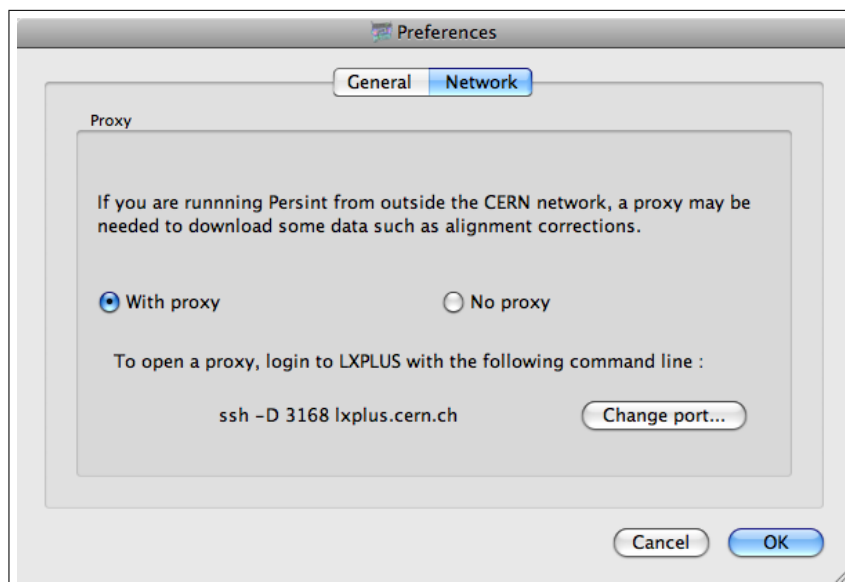 Preferences
General Network
Proxy
If you are runnning Persint from outside the CERN network, a proxy may be
needed to download some data such as alignment corrections.
With proxy No proxy
To open a proxy, login to LXPLUS with the following command line :
ssh -D 3168 lxplus.cern.ch Change port...
Cancel OK